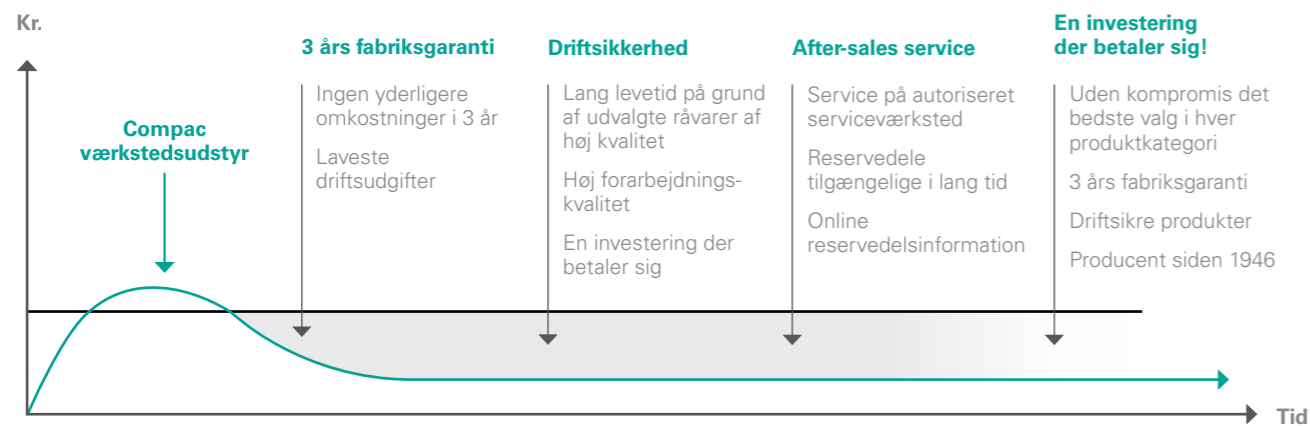 Kr.
Compac
værkstedsudstyr
3 års fabriksgaranti
Ingen yderligere
omkostninger i 3 år
Laveste
driftsudgifter
Driftsikkerhed
Lang levetid på grund
af udvalgte råvarer af
høj kvalitet
Høj forarbejdnings-
kvalitet
En investering der
betaler sig
After-sales service
Service på autoriseret
serviceværksted
Reservedele
tilgængelige i lang tid
Online
reservedelsinformation
En investering
der betaler sig!
Uden kompromis det
bedste valg i hver
produktkategori
3 års fabriksgaranti
Driftsikre produkter
Producent siden 1946
Tid